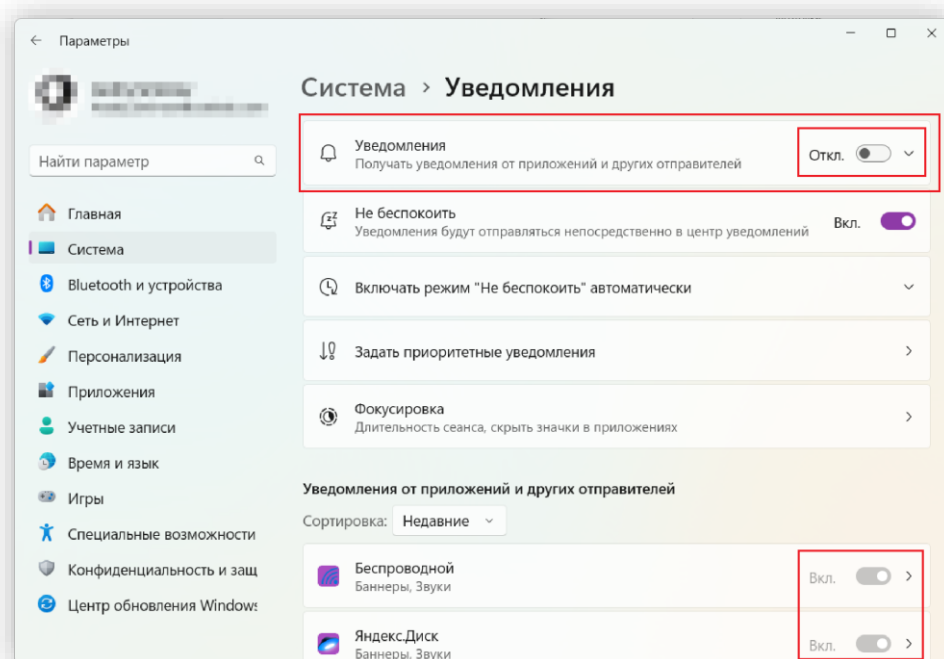 Параметры
Система > Уведомления
Найти параметр
Главная
Система
Bluetooth и устройства
Сеть и Интернет
Персонализация
Приложения
Учетные записи
Время и язык
Игры
Специальные возможности
Конфиденциальность и защ
Центр обновления Windows
Уведомления
Получать уведомления от приложений и других отправителей
Откл.
Не беспокоить
Уведомления будут отправляться непосредственно в центр уведомлений
Вкл.
Включать режим "Не беспокоить" автоматически
Задать приоритетные уведомления
Фокусировка
Длительность сеанса, скрыть значки в приложениях
Уведомления от приложений и других отправителей
Сортировка: Недавние
Беспроводной
Баннеры, Звуки
Вкл.
Яндекс.Диск
Баннеры, Звуки
Вкл.